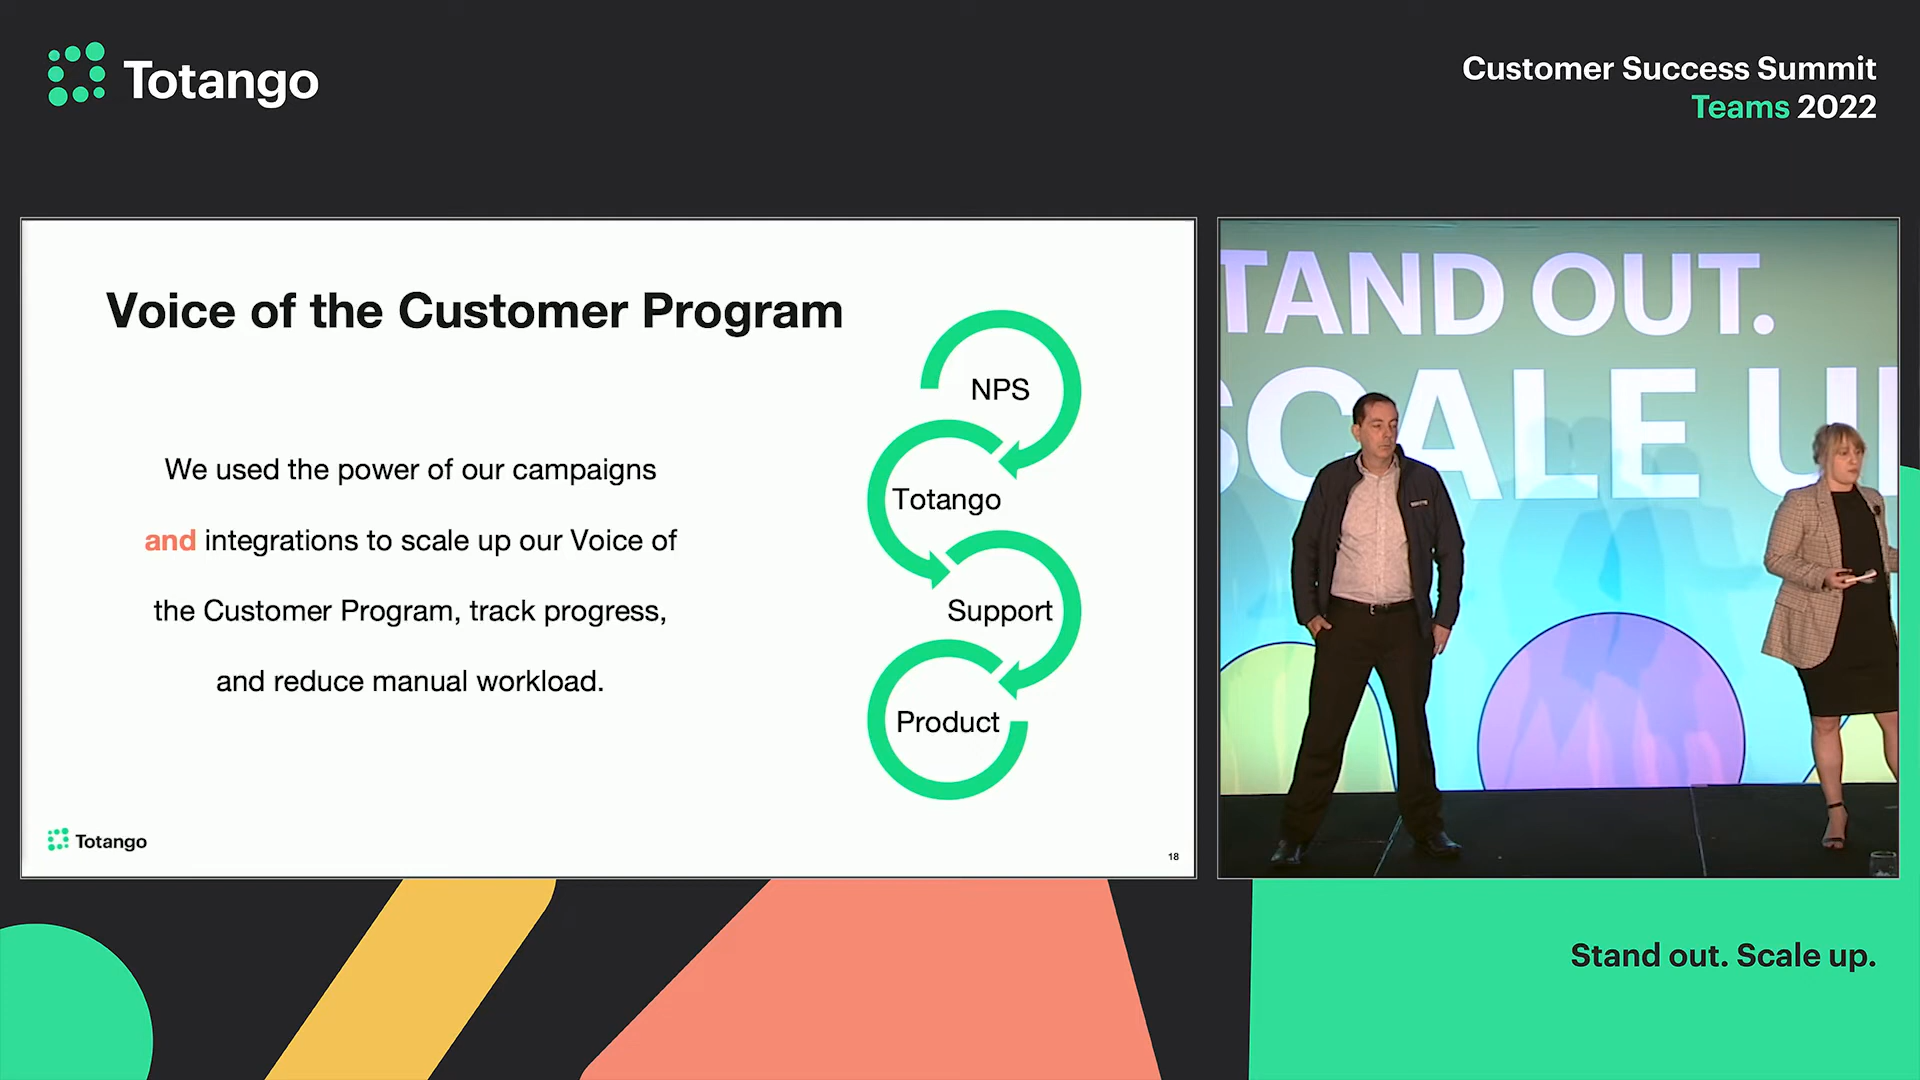 Totango
Customer Success Summit
Teams 2022
Voice of the Customer Program
We used the power of our campaigns
and integrations to scale up our Voice of
the Customer Program, track progress,
and reduce manual workload.
NPS
Totango
Support
Product
Totango
18
TAND OUT.
SCALE U
Stand out. Scale up.